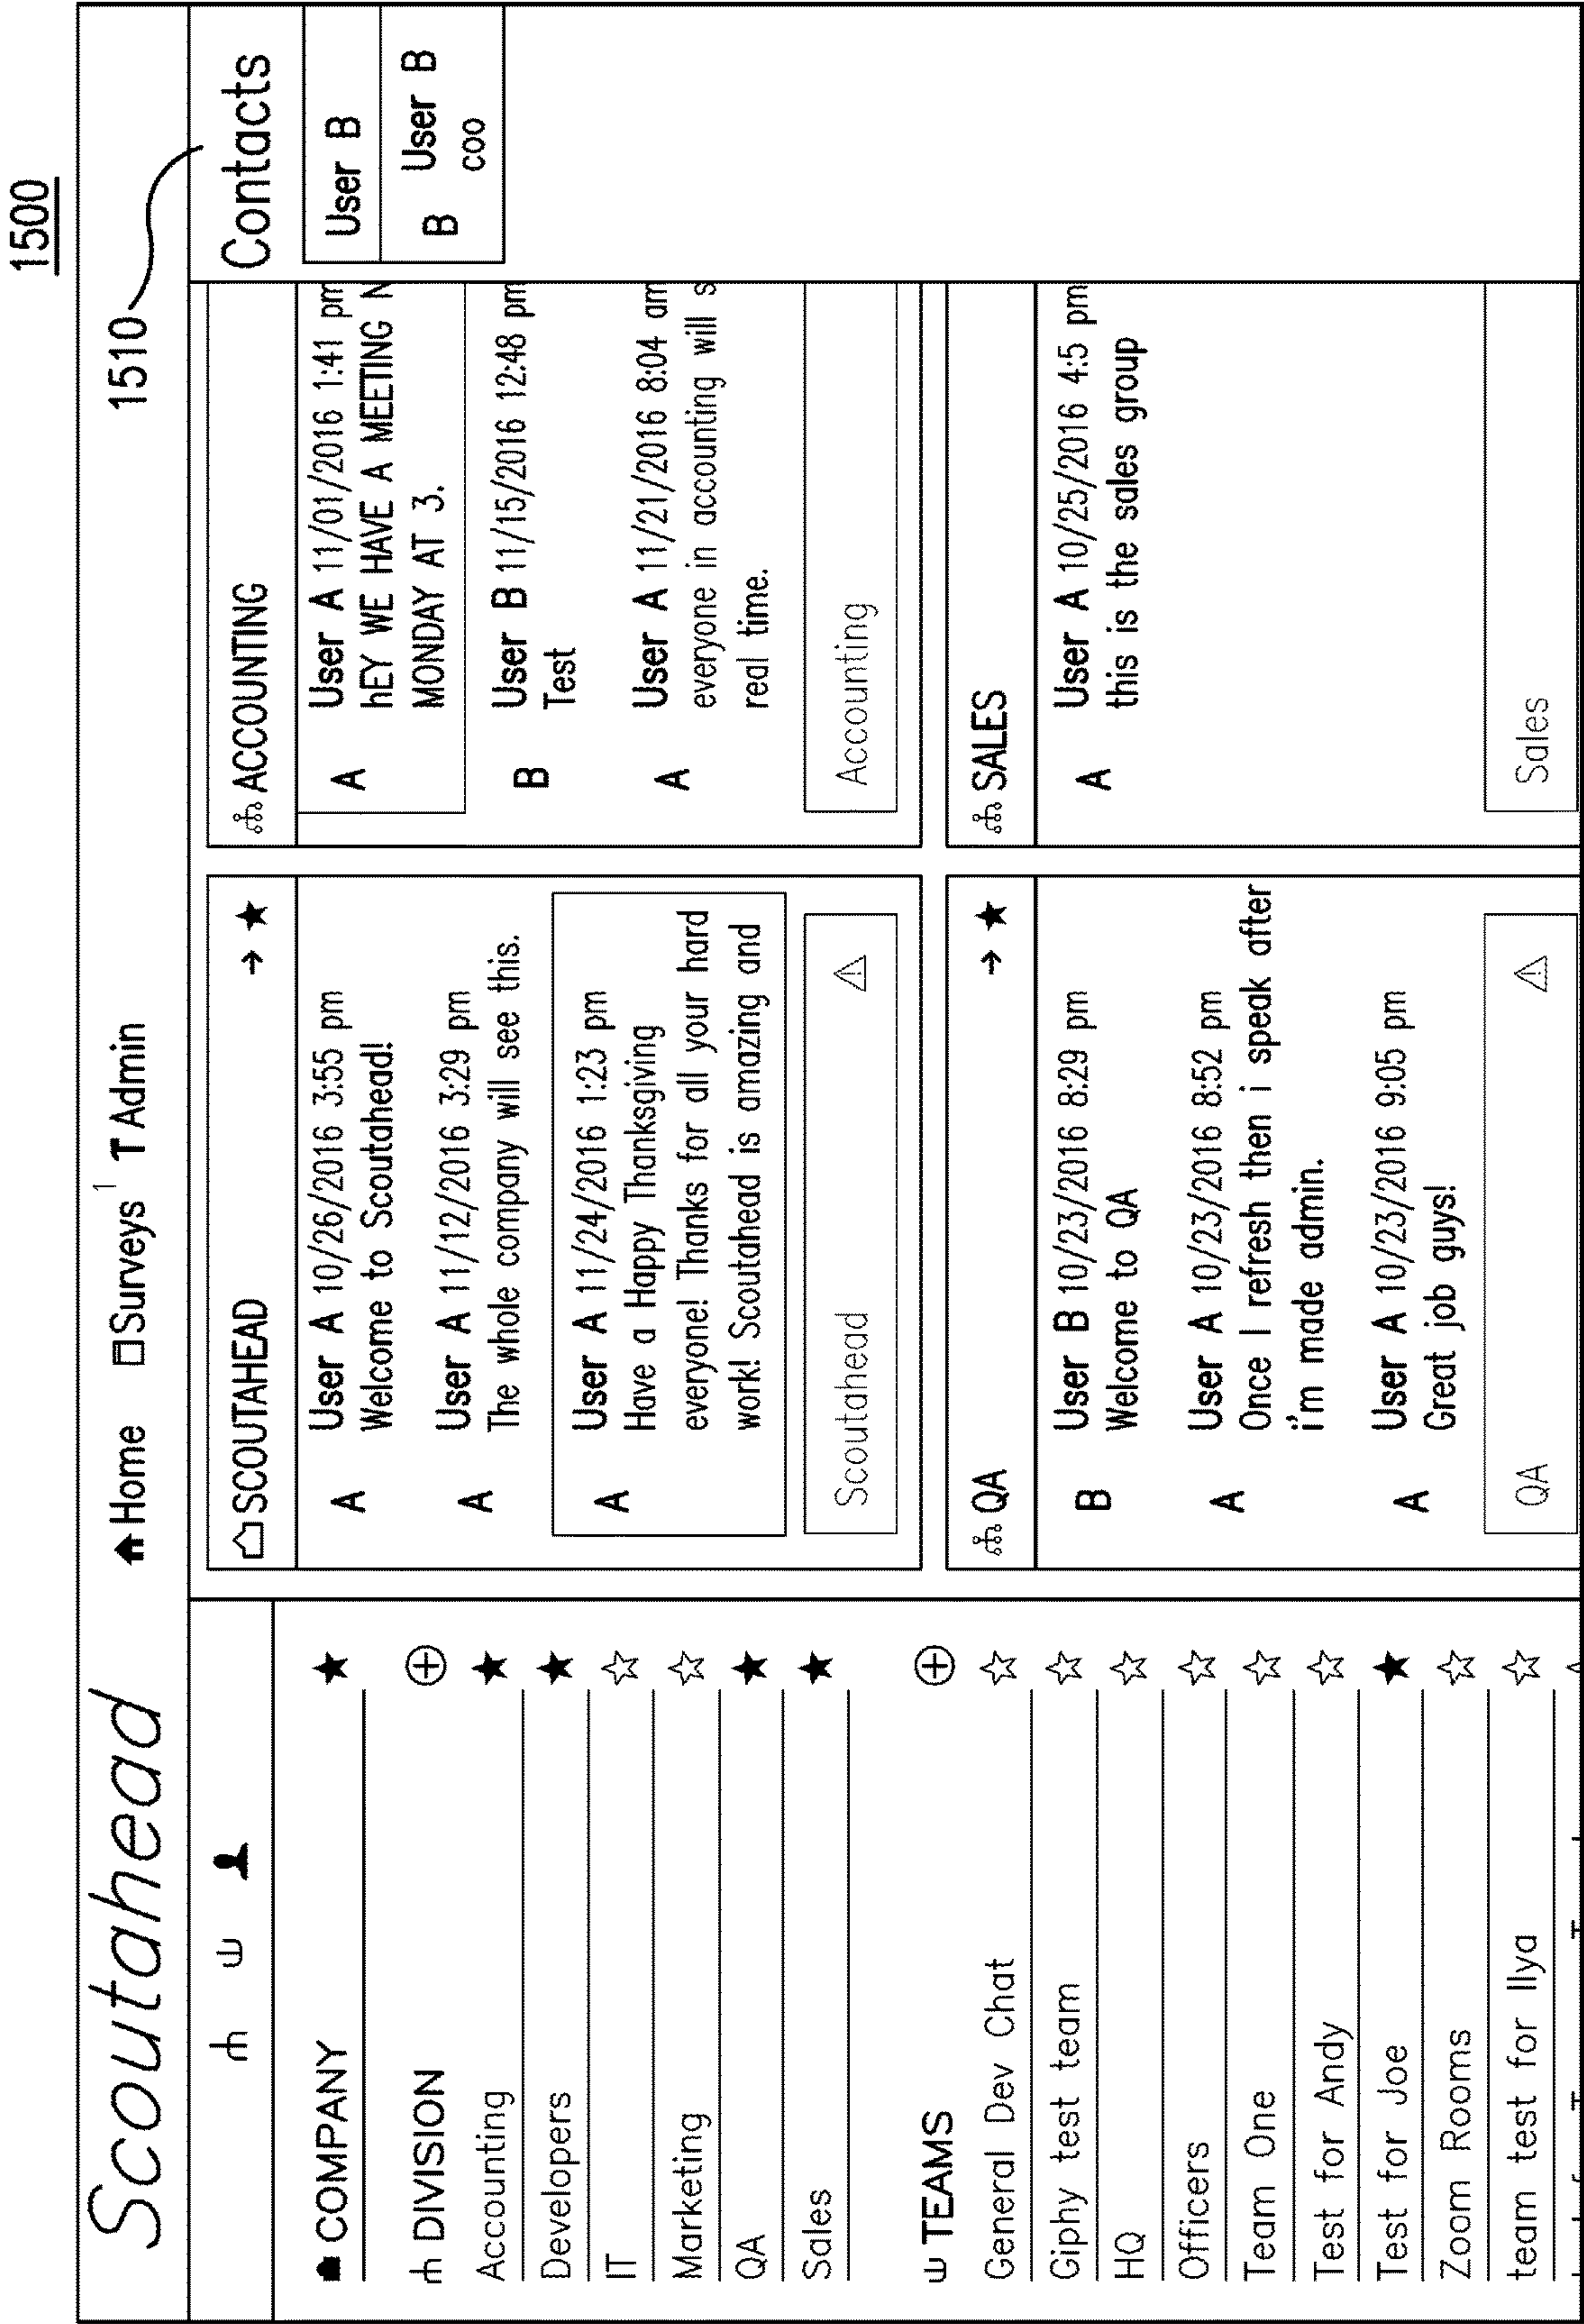 1500
1510
Scoutahead
Home Surveys 1 T Admin
COMPANY
DIVISION
Accounting
Developers
IT
Marketing
QA
Sales
TEAMS
General Dev Chat
Giphy test team
HQ
Officers
Team One
Test for Andy
Test for Joe
Zoom Rooms
team test for Ilya
SCOUTAHEAD
A User A 10/26/2016 3:55 pm
Welcome to Scoutahead!
A User A 11/12/2016 3:29 pm
The whole company will see this.
A User A 11/24/2016 1:23 pm
Have a Happy Thanksgiving
everyone! Thanks for all your hard
work! Scoutahead is amazing and
Scoutahead
ACCOUNTING
A User A 11/01/2016 1:41 pm
hEY WE HAVE A MEETING N
MONDAY AT 3.
B User B 11/15/2016 12:48 pm
Test
A User A 11/21/2016 8:04 am
everyone in accounting will s
real time.
Accounting
QA
B User B 10/23/2016 8:29 pm
Welcome to QA
A User A 10/23/2016 8:52 pm
Once I refresh then i speak after
i'm made admin.
A User A 10/23/2016 9:05 pm
Great job guys!
QA
SALES
A User A 10/25/2016 4:5 pm
this is the sales group
Sales
Contacts
User B
B User B
COO